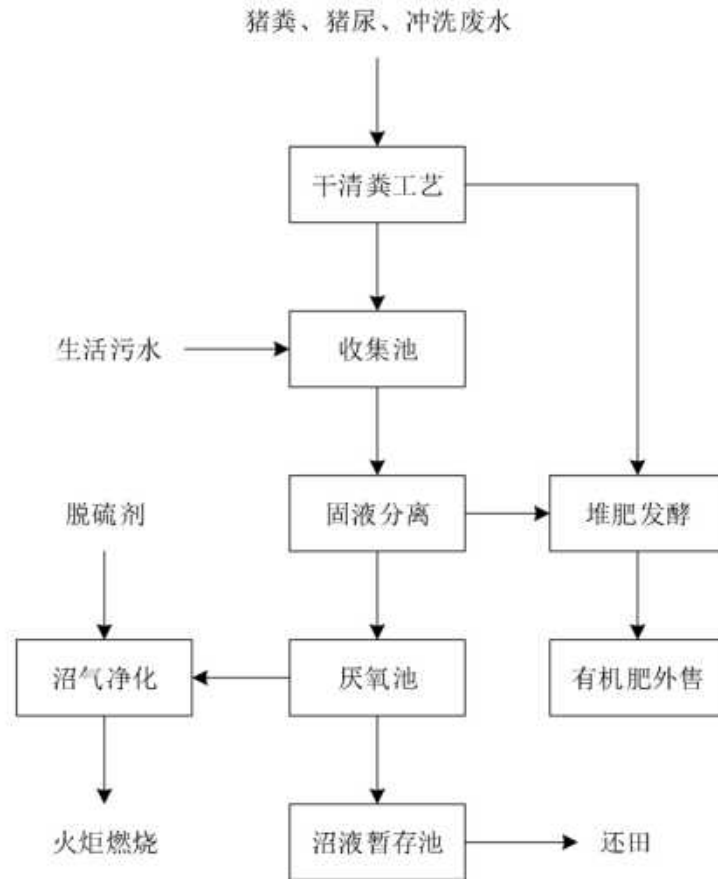 猪粪、猪尿、冲洗废水
干清粪工艺
生活污水
收集池
脱硫剂
固液分离
堆肥发酵
沼气净化
厌氧池
有机肥外售
火炬燃烧
沼液暂存池
还田